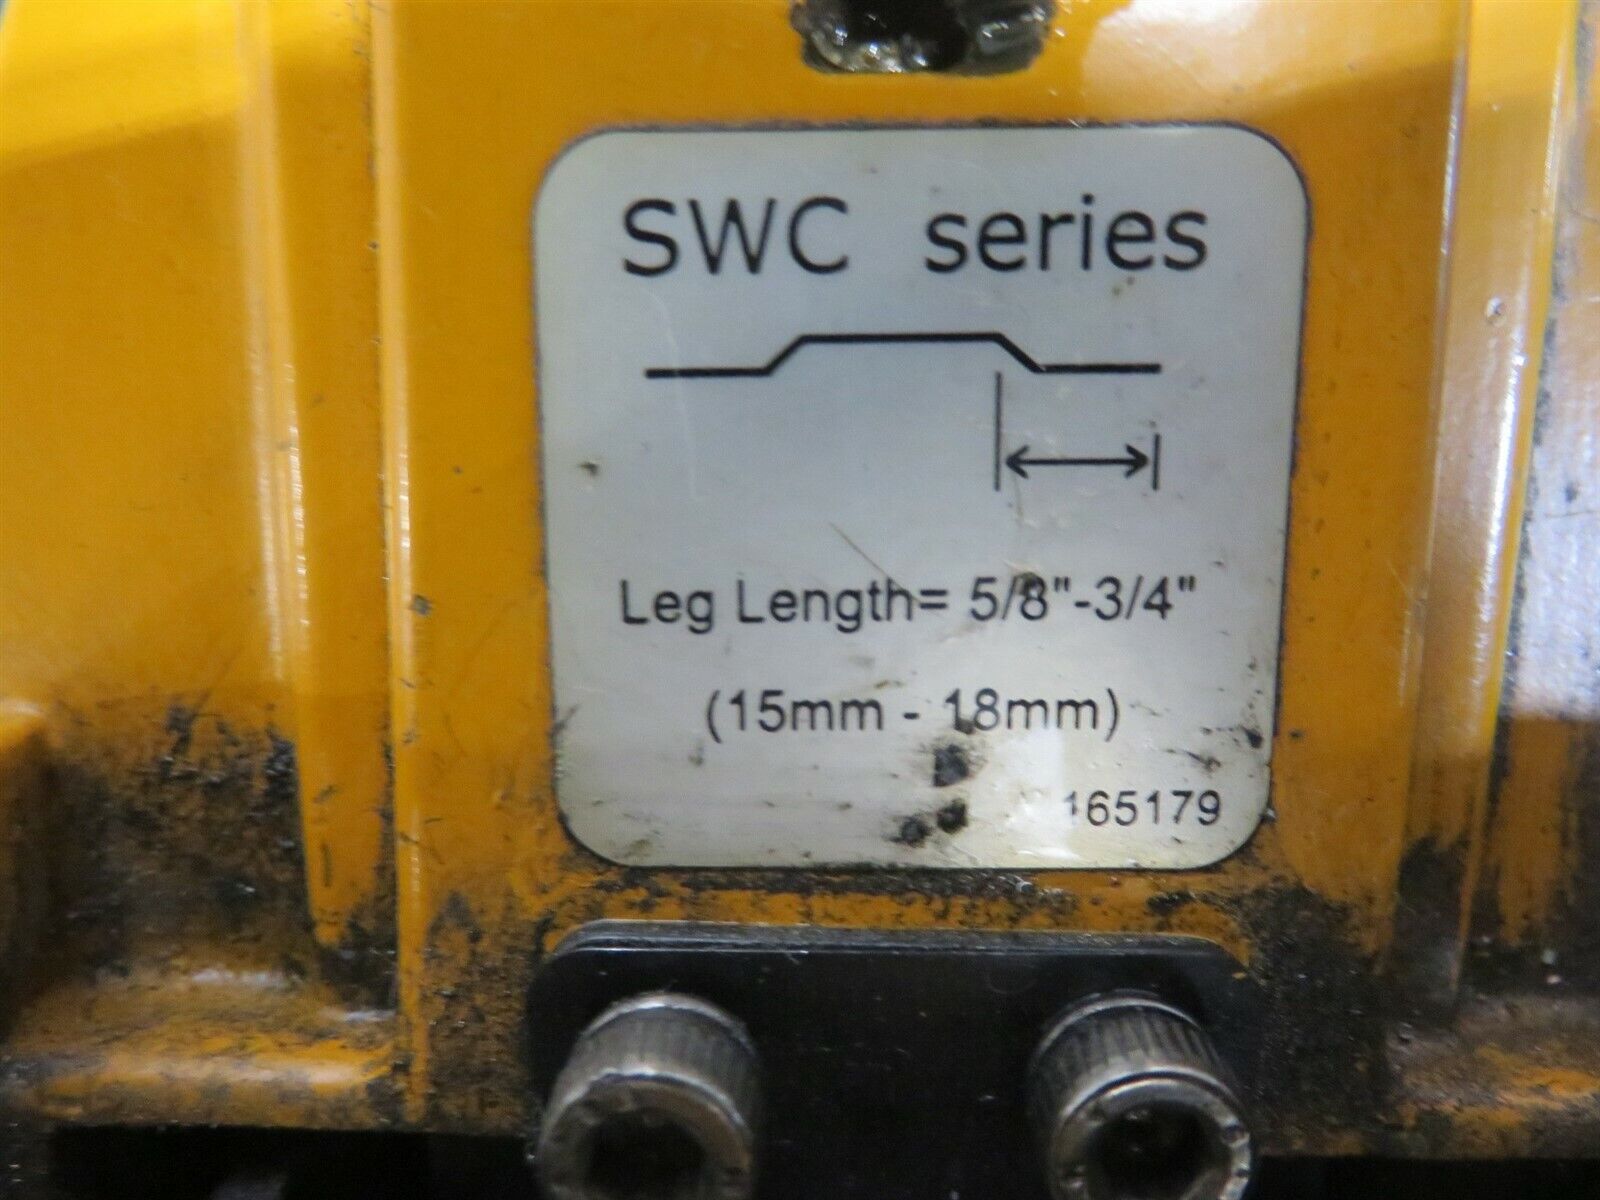 SWC series
Leg Length= 5/8"-3/4"
(15mm - 18mm)
165179